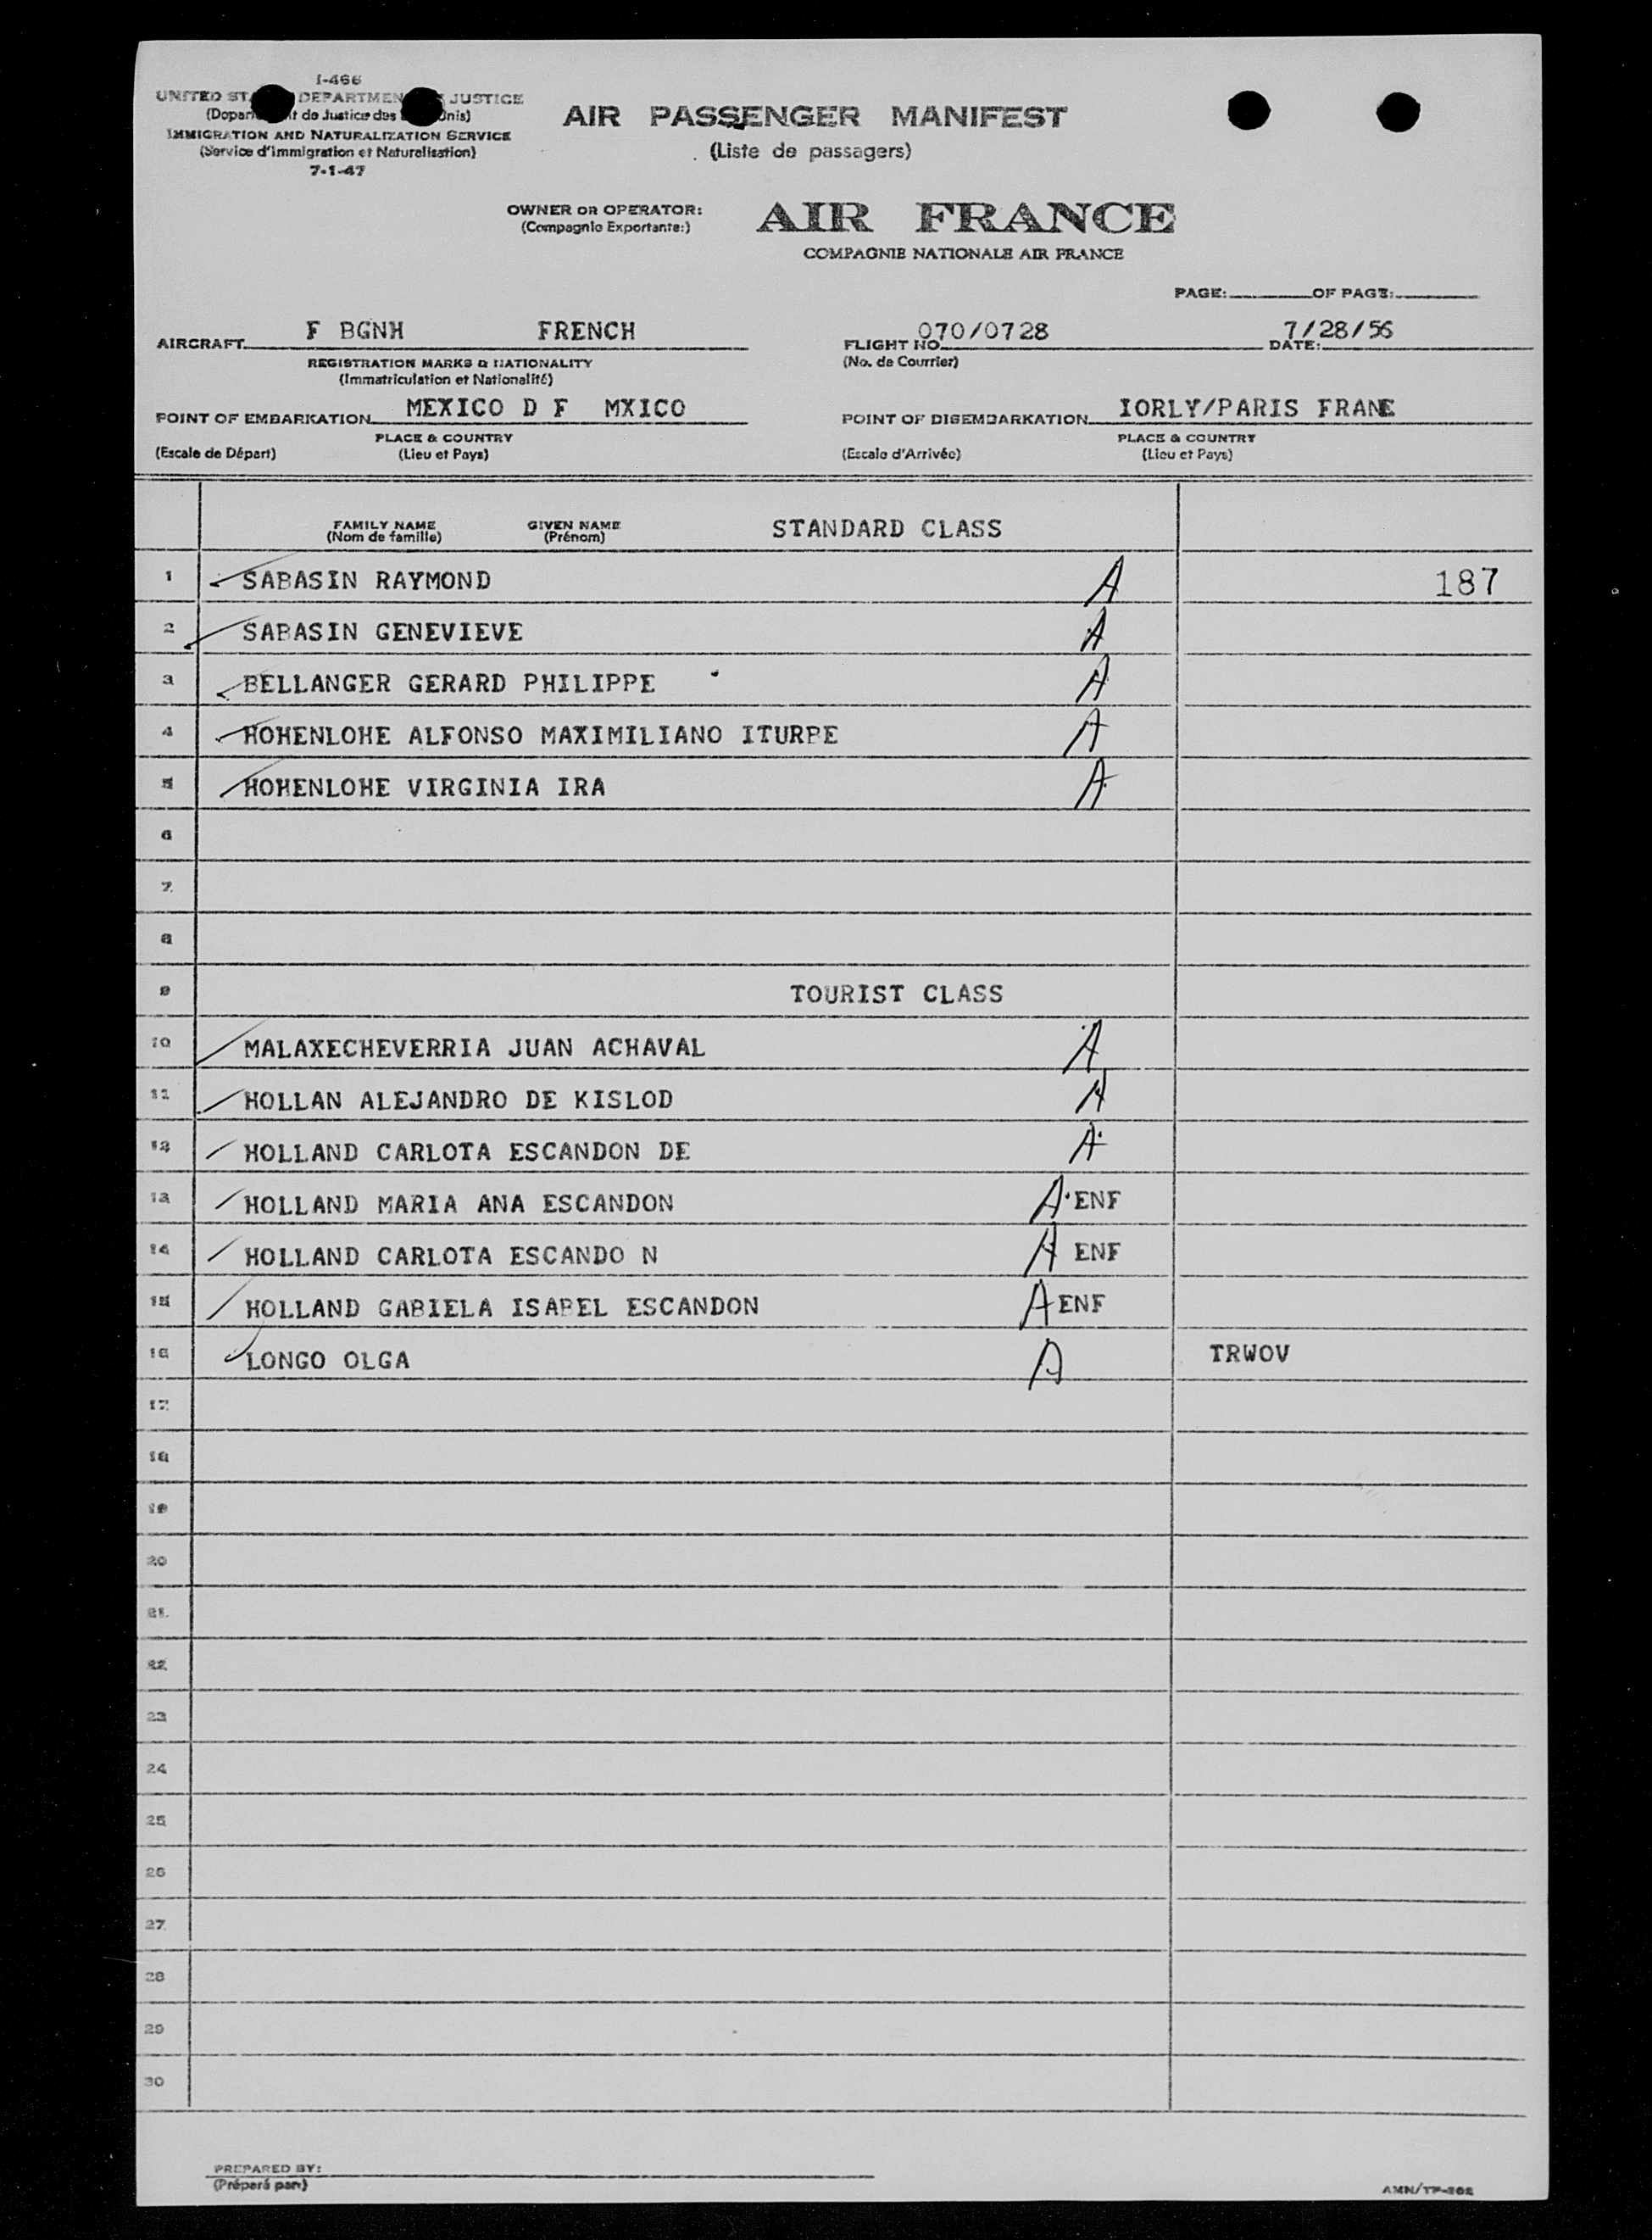 I-466
UNITED ST DEPARTMEN JUSTICE
(Depar t de Justice des nis)
IMMIGRATION AND NATURALIZATION SERVICE
(Service d'immigration et Naturalisation)
7-1-47
AIR PASSENGER MANIFEST
(Liste de passagers)
OWNER OR OPERATOR: AIR FRANCE
(Compagnie Exportante:)
COMPAGNIE NATIONALE AIR FRANCE
PAGE: OF PAGE:
AIRCRAFT F BGNH FRENCH FLIGHT NO. 070/0728 DATE: 7/28/56
REGISTRATION MARKS & NATIONALITY (No. de Courrier)
(Immatriculation et Nationalité)
POINT OF EMBARKATION MEXICO D F MXICO POINT OF DISEMBARKATION IORLY/PARIS FRANE
PLACE & COUNTRY PLACE & COUNTRY
(Escale de Départ) (Lieu et Pays) (Escale d'Arrivée) (Lieu et Pays)
FAMILY NAME GIVEN NAME STANDARD CLASS
(Nom de famille) (Prénom)
1 SABASIN RAYMOND A 187
2 SABASIN GENEVIEVE A
3 BELLANGER GERARD PHILIPPE A
4 HOHENLOHE ALFONSO MAXIMILIANO ITURBE A
5 HOHENLOHE VIRGINIA IRA A
6
7
8
9 TOURIST CLASS
10 MALAXECHEVERRIA JUAN ACHAVAL A
11 HOLLAN ALEJANDRO DE KISLOD A
12 HOLLAND CARLOTA ESCANDON DE A
13 HOLLAND MARIA ANA ESCANDON A ENF
14 HOLLAND CARLOTA ESCANDO N A ENF
15 HOLLAND GABIELA ISABEL ESCANDON A ENF
16 LONGO OLGA A TRWOV
17
18
19
20
21
22
23
24
25
26
27
28
29
30
PREPARED BY:
(Préparé par:)